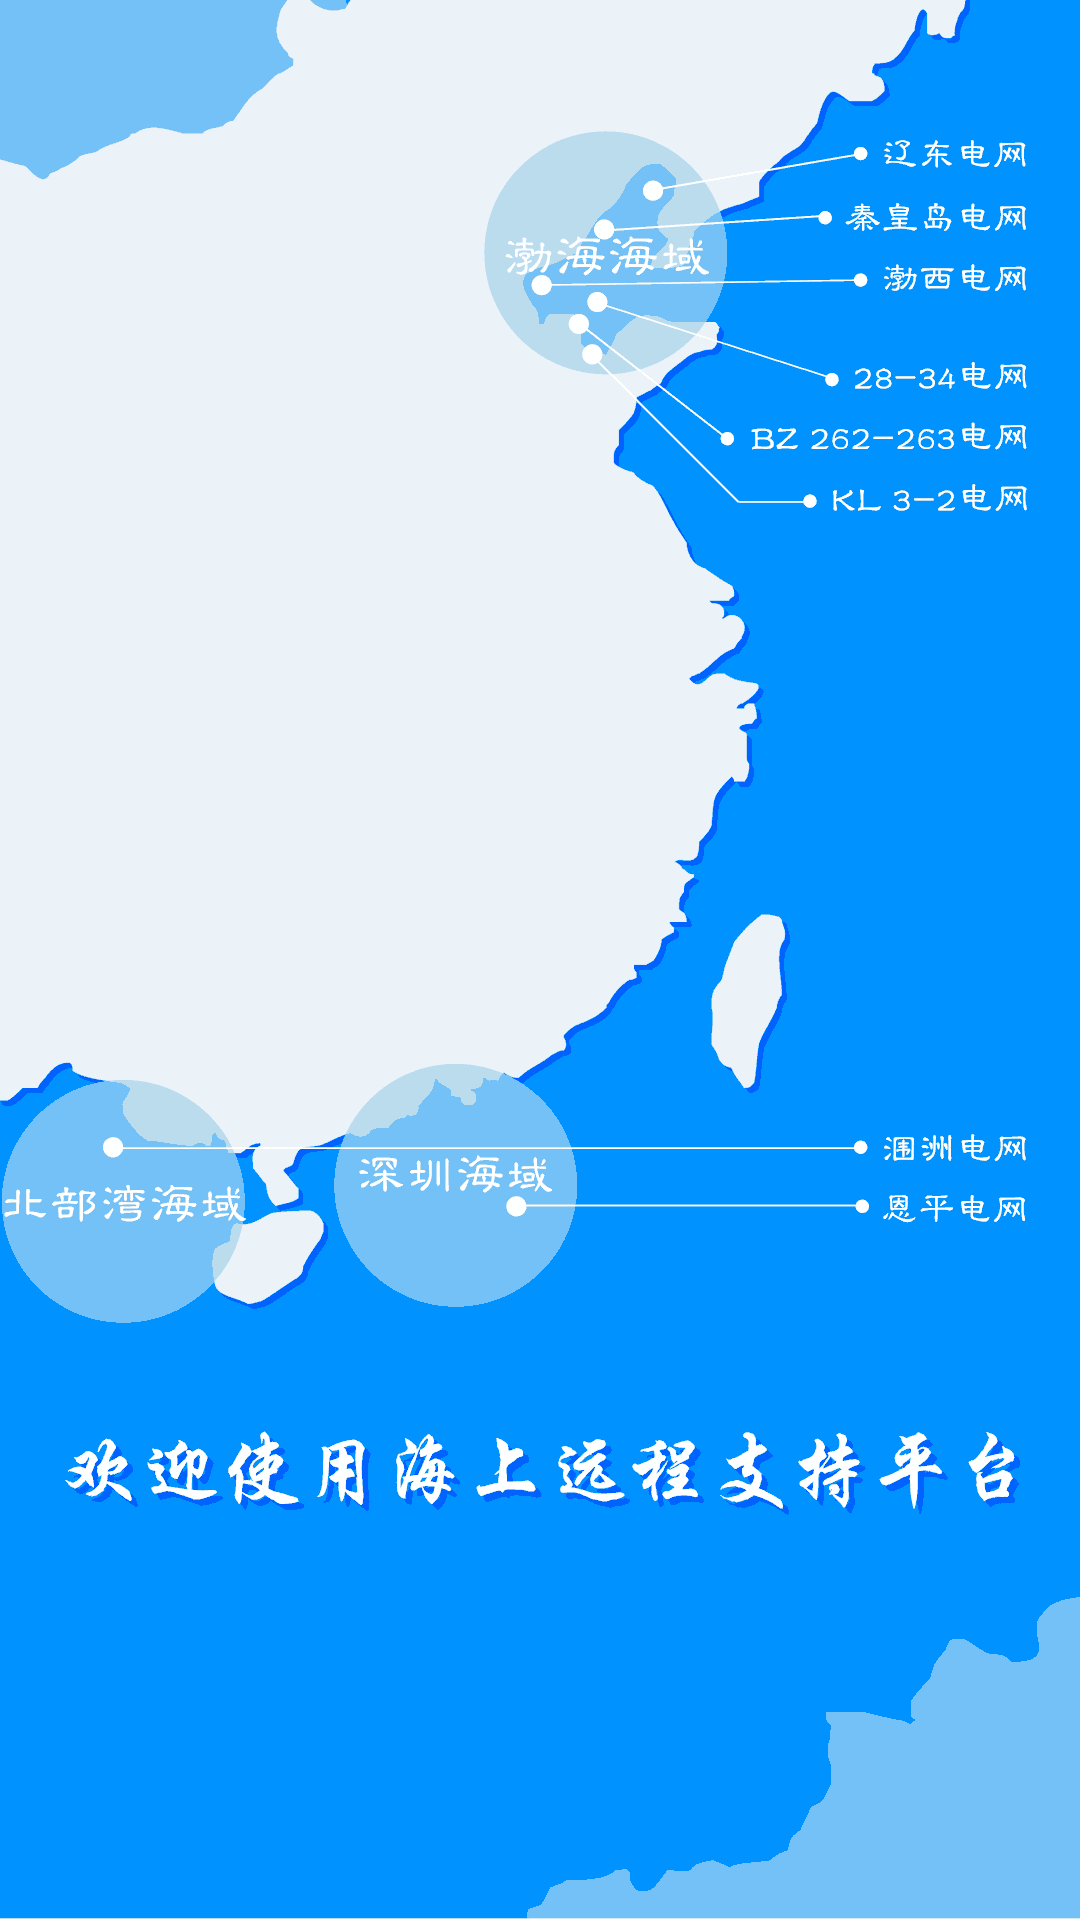 辽东电网
秦皇岛电网
渤海海域
渤西电网
28-34电网
BZ 262-263电网
KL 3-2电网
涠洲电网
深圳海域
北部湾海域
恩平电网
欢迎使用海上远程支持平台